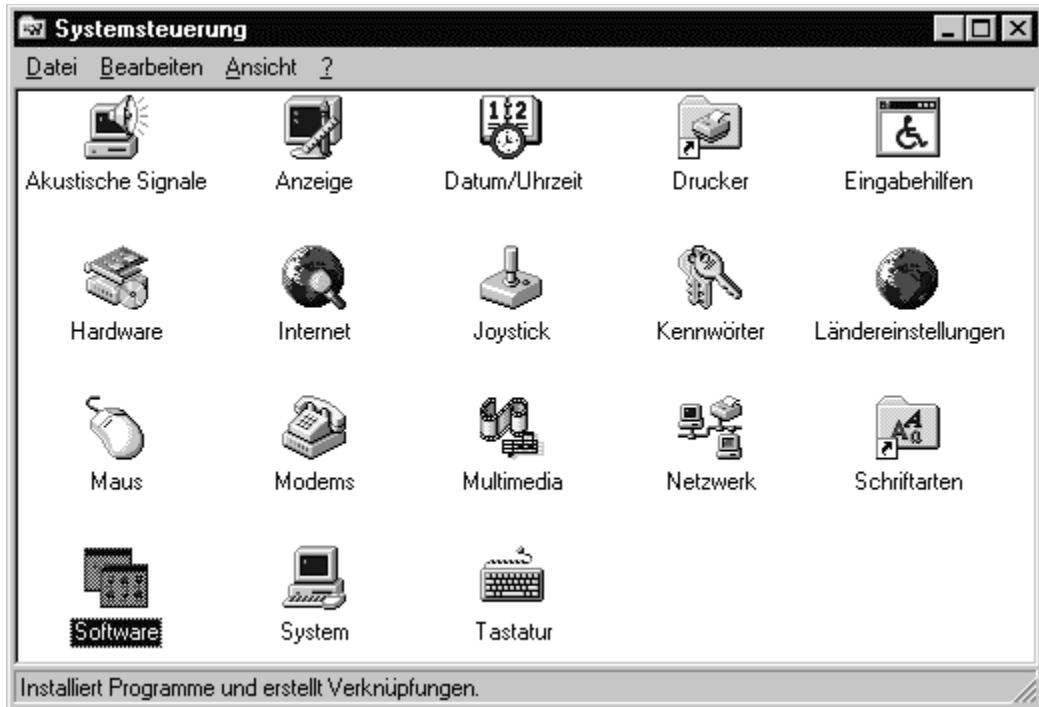 Systemsteuerung
Datei Bearbeiten Ansicht ?
Akustische Signale Anzeige Datum/Uhrzeit Drucker Eingabehilfen
Hardware Internet Joystick Kennwörter Ländereinstellungen
Maus Modems Multimedia Netzwerk Schriftarten
Software System Tastatur
Installiert Programme und erstellt Verknüpfungen.